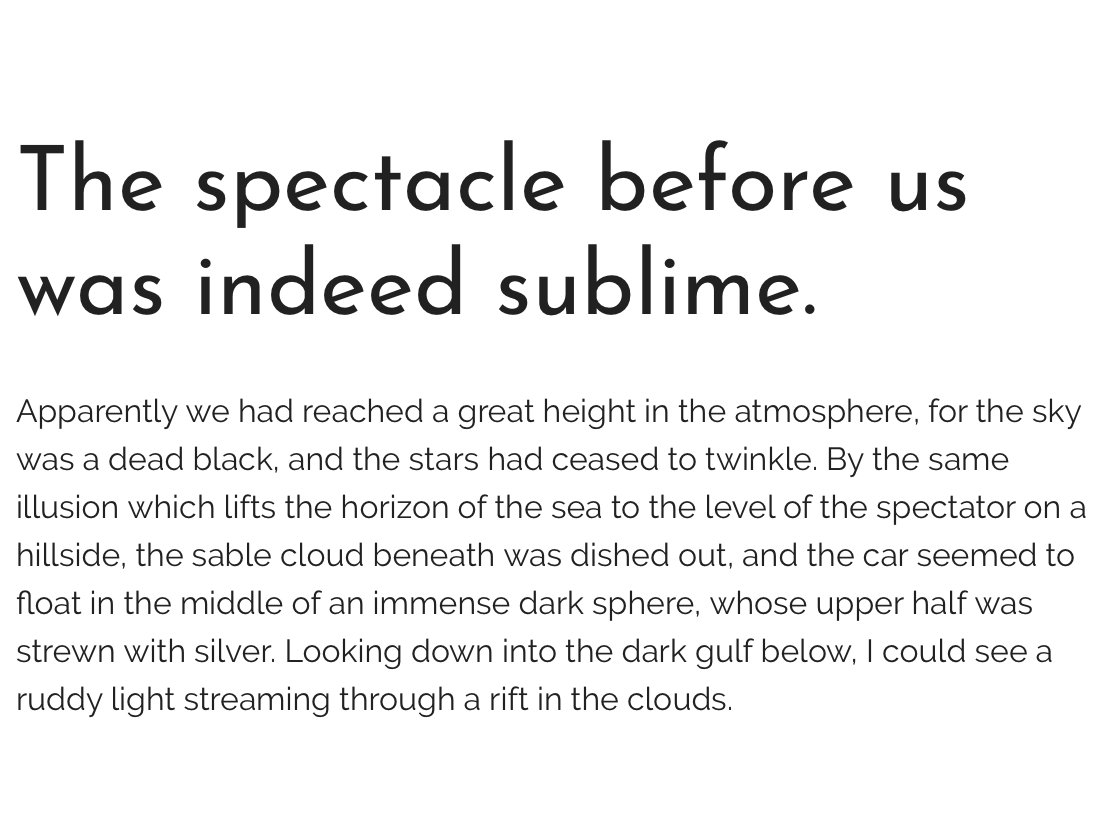 The spectacle before us
was indeed sublime.
Apparently we had reached a great height in the atmosphere, for the sky
was a dead black, and the stars had ceased to twinkle. By the same
illusion which lifts the horizon of the sea to the level of the spectator on a
hillside, the sable cloud beneath was dished out, and the car seemed to
float in the middle of an immense dark sphere, whose upper half was
strewn with silver. Looking down into the dark gulf below, I could see a
ruddy light streaming through a rift in the clouds.